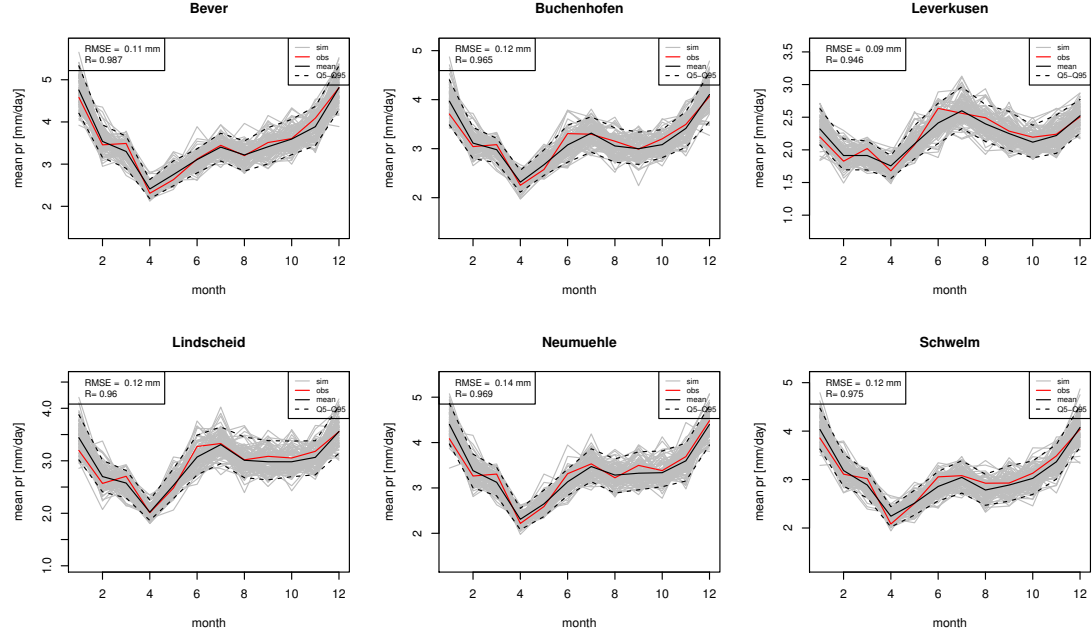 Bever
RMSE = 0.11 mm
R= 0.987
sim
obs
mean
Q5-Q95
mean pr [mm/day]
5
4
3
2
2 4 6 8 10 12
month
Buchenhofen
RMSE = 0.12 mm
R= 0.965
sim
obs
mean
Q5-Q95
mean pr [mm/day]
5
4
3
2
2 4 6 8 10 12
month
Leverkusen
RMSE = 0.09 mm
R= 0.946
sim
obs
mean
Q5-Q95
mean pr [mm/day]
3.5
3.0
2.5
2.0
1.5
1.0
2 4 6 8 10 12
month
Lindscheid
RMSE = 0.12 mm
R= 0.96
sim
obs
mean
Q5-Q95
mean pr [mm/day]
4.0
3.0
2.0
1.0
2 4 6 8 10 12
month
Neumuehle
RMSE = 0.14 mm
R= 0.969
sim
obs
mean
Q5-Q95
mean pr [mm/day]
5
4
3
2
2 4 6 8 10 12
month
Schwelm
RMSE = 0.12 mm
R= 0.975
sim
obs
mean
Q5-Q95
mean pr [mm/day]
5
4
3
2
2 4 6 8 10 12
month